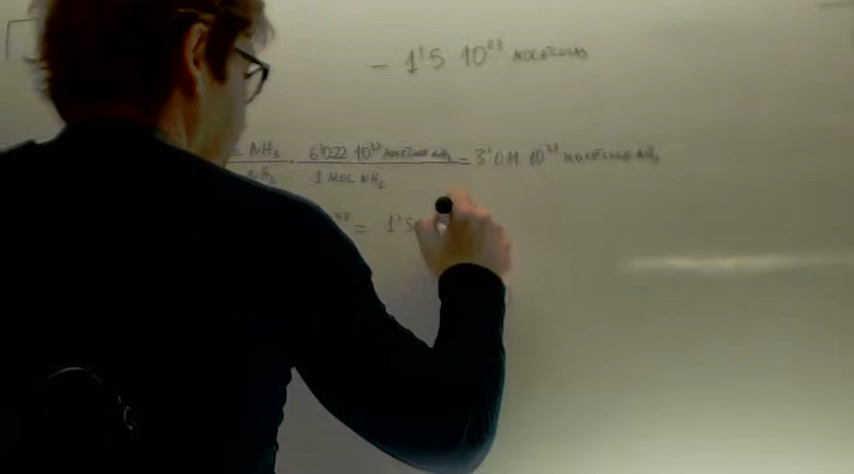 - 1'5 10²³ MOLÉCULAS
NH₃ · 6'022 10²³ MOLÉCULAS NH₃ = 3'011 10²³ MOLÉCULAS NH₃
NH₃ 1 MOL NH₃
= 1'5